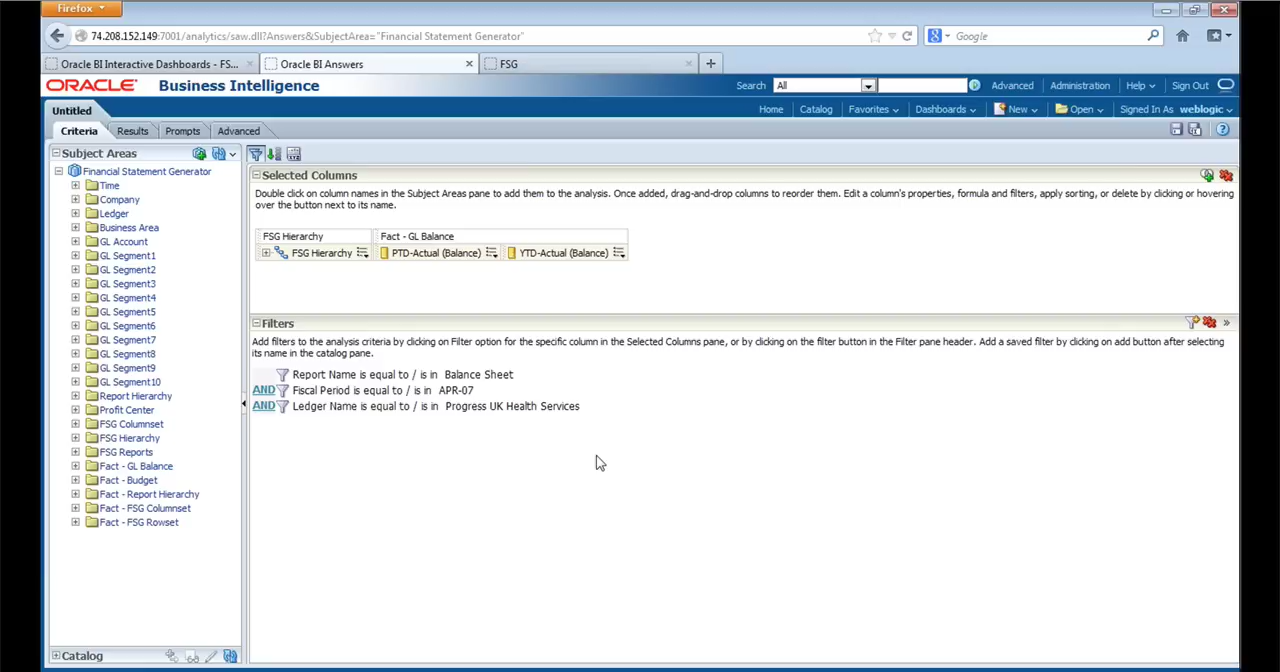 Firefox
74.208.152.149:7001/analytics/saw.dll?Answers&SubjectArea="Financial Statement Generator"
Google
Oracle BI Interactive Dashboards - FS...
Oracle BI Answers
FSG
ORACLE Business Intelligence
Search All Advanced Administration Help Sign Out
Untitled
Home Catalog Favorites Dashboards New Open Signed In As weblogic
Criteria Results Prompts Advanced
Subject Areas
Financial Statement Generator
Time
Company
Ledger
Business Area
GL Account
GL Segment1
GL Segment2
GL Segment3
GL Segment4
GL Segment5
GL Segment6
GL Segment7
GL Segment8
GL Segment9
GL Segment10
Report Hierarchy
Profit Center
FSG Columnset
FSG Hierarchy
FSG Reports
Fact - GL Balance
Fact - Budget
Fact - Report Hierarchy
Fact - FSG Columnset
Fact - FSG Rowset
Catalog
Selected Columns
Double click on column names in the Subject Areas pane to add them to the analysis. Once added, drag-and-drop columns to reorder them. Edit a column's properties, formula and filters, apply sorting, or delete by clicking or hovering
over the button next to its name.
FSG Hierarchy Fact - GL Balance
FSG Hierarchy PTD-Actual (Balance) YTD-Actual (Balance)
Filters
Add filters to the analysis criteria by clicking on Filter option for the specific column in the Selected Columns pane, or by clicking on the filter button in the Filter pane header. Add a saved filter by clicking on add button after selecting
its name in the catalog pane.
Report Name is equal to / is in Balance Sheet
AND Fiscal Period is equal to / is in APR-07
AND Ledger Name is equal to / is in Progress UK Health Services